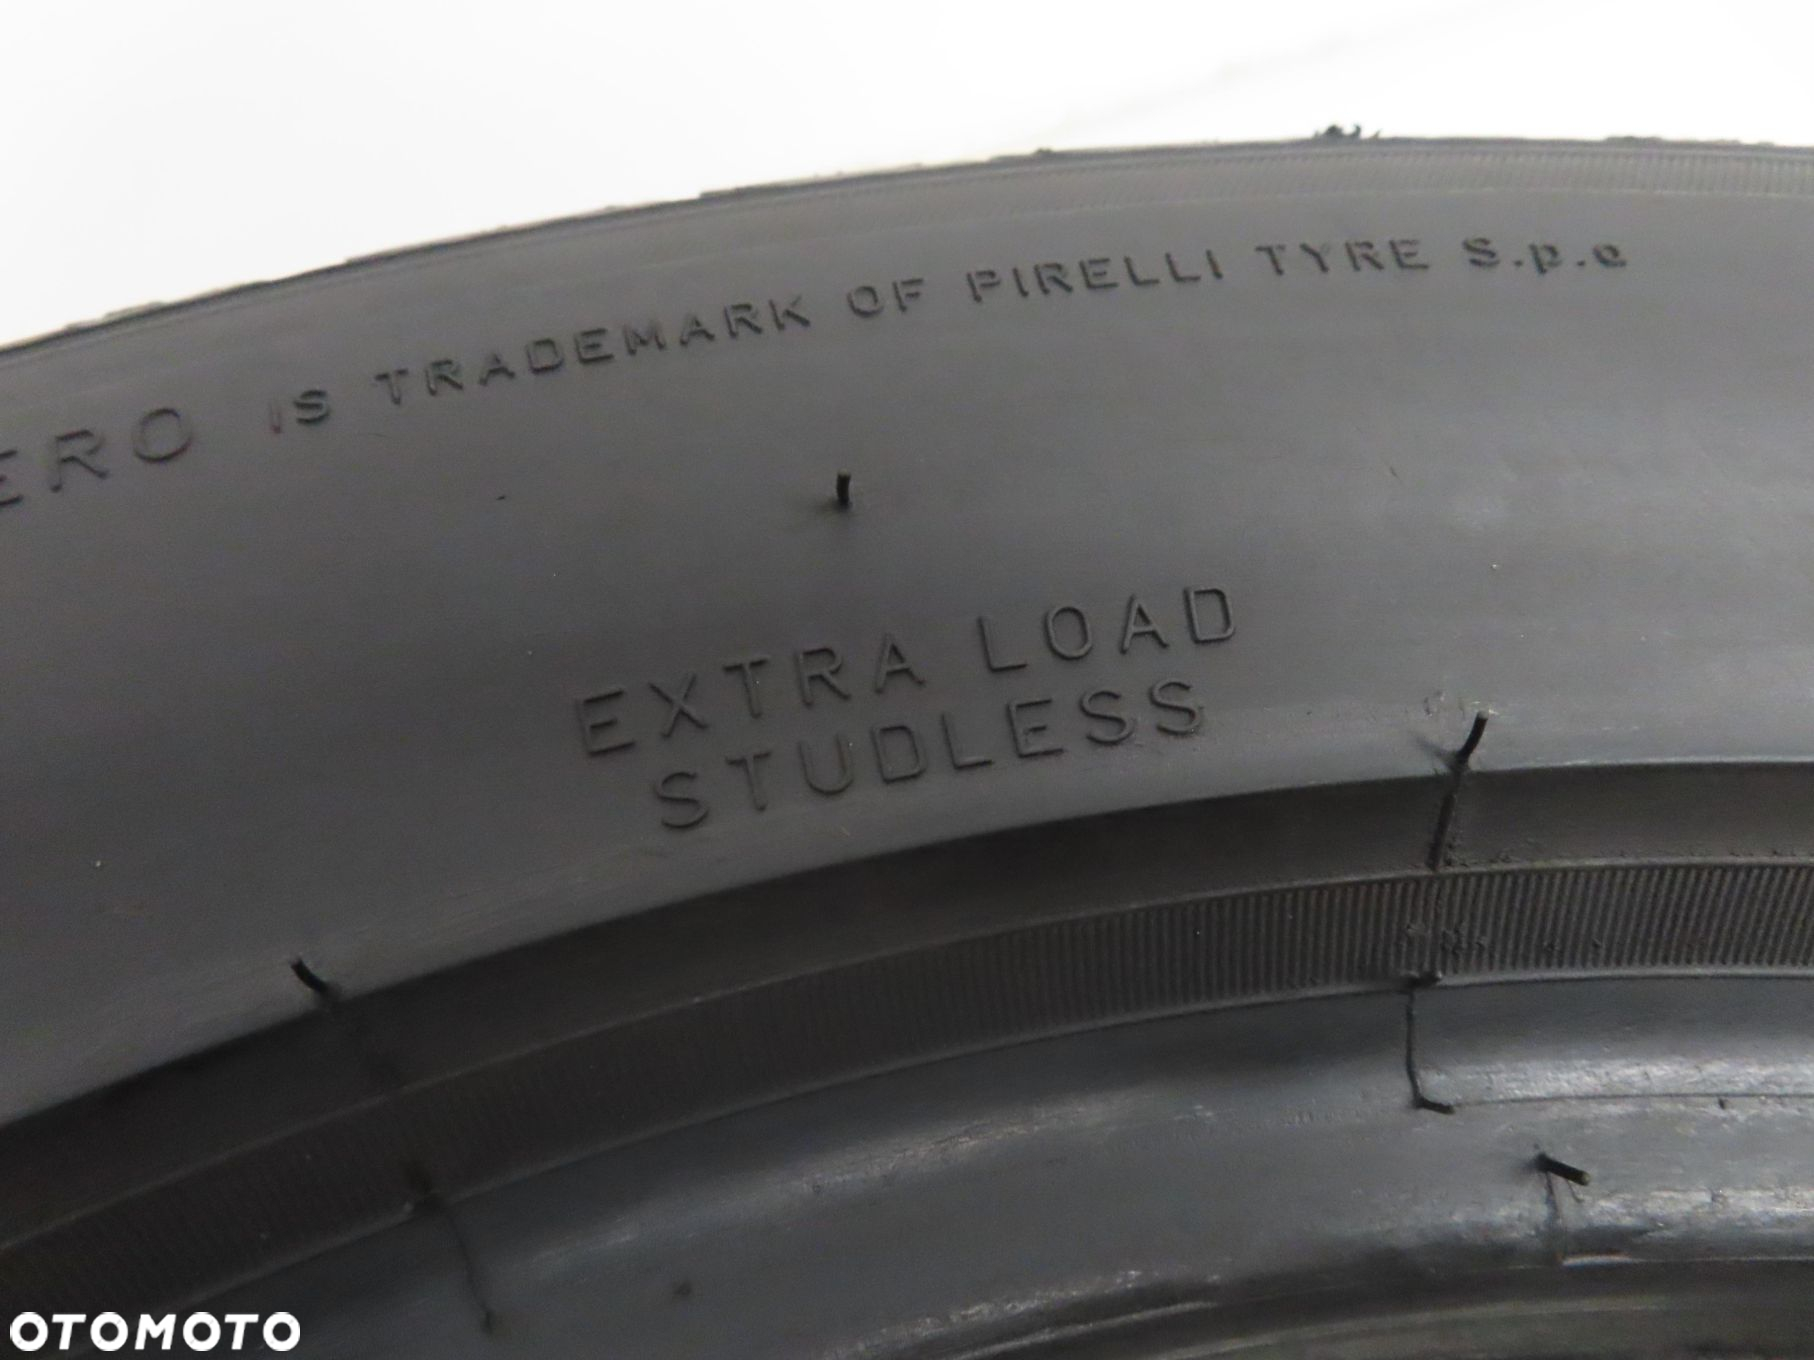 ERO IS TRADEMARK OF PIRELLI TYRE S.p.a
EXTRA LOAD
STUDLESS
OTOMOTO